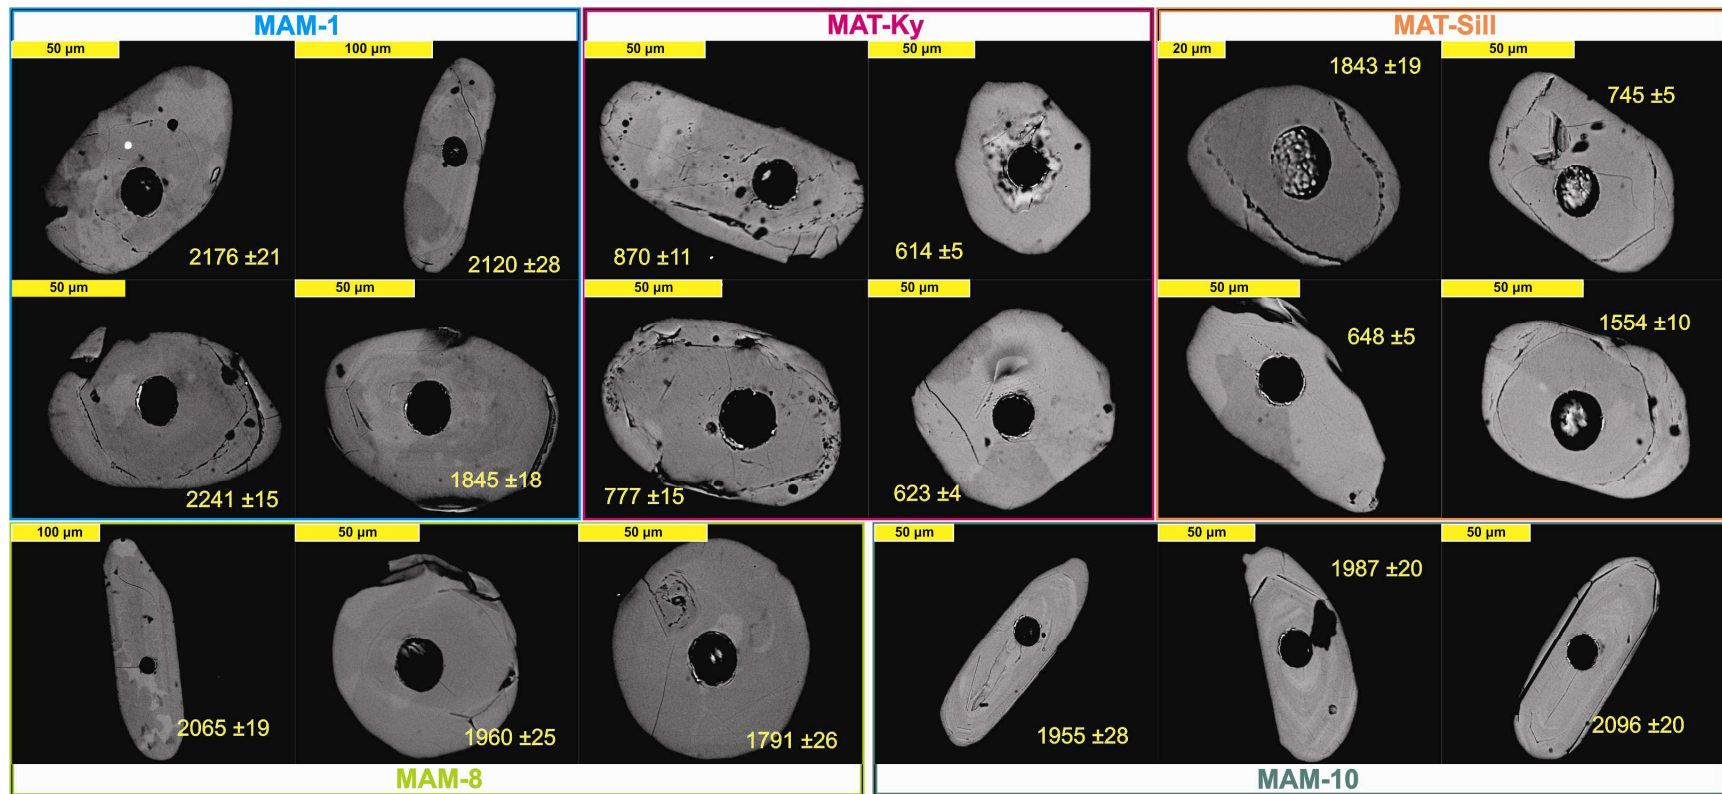 MAM-1
MAT-Ky
MAT-Sill
50 µm
100 µm
50 µm
50 µm
20 µm
50 µm
1843 ±19
745 ±5
2176 ±21
2120 ±28
870 ±11
614 ±5
50 µm
50 µm
50 µm
50 µm
50 µm
50 µm
648 ±5
1554 ±10
2241 ±15
1845 ±18
777 ±15
623 ±4
100 µm
50 µm
50 µm
50 µm
50 µm
50 µm
1987 ±20
2065 ±19
1960 ±25
1791 ±26
1955 ±28
2096 ±20
MAM-8
MAM-10